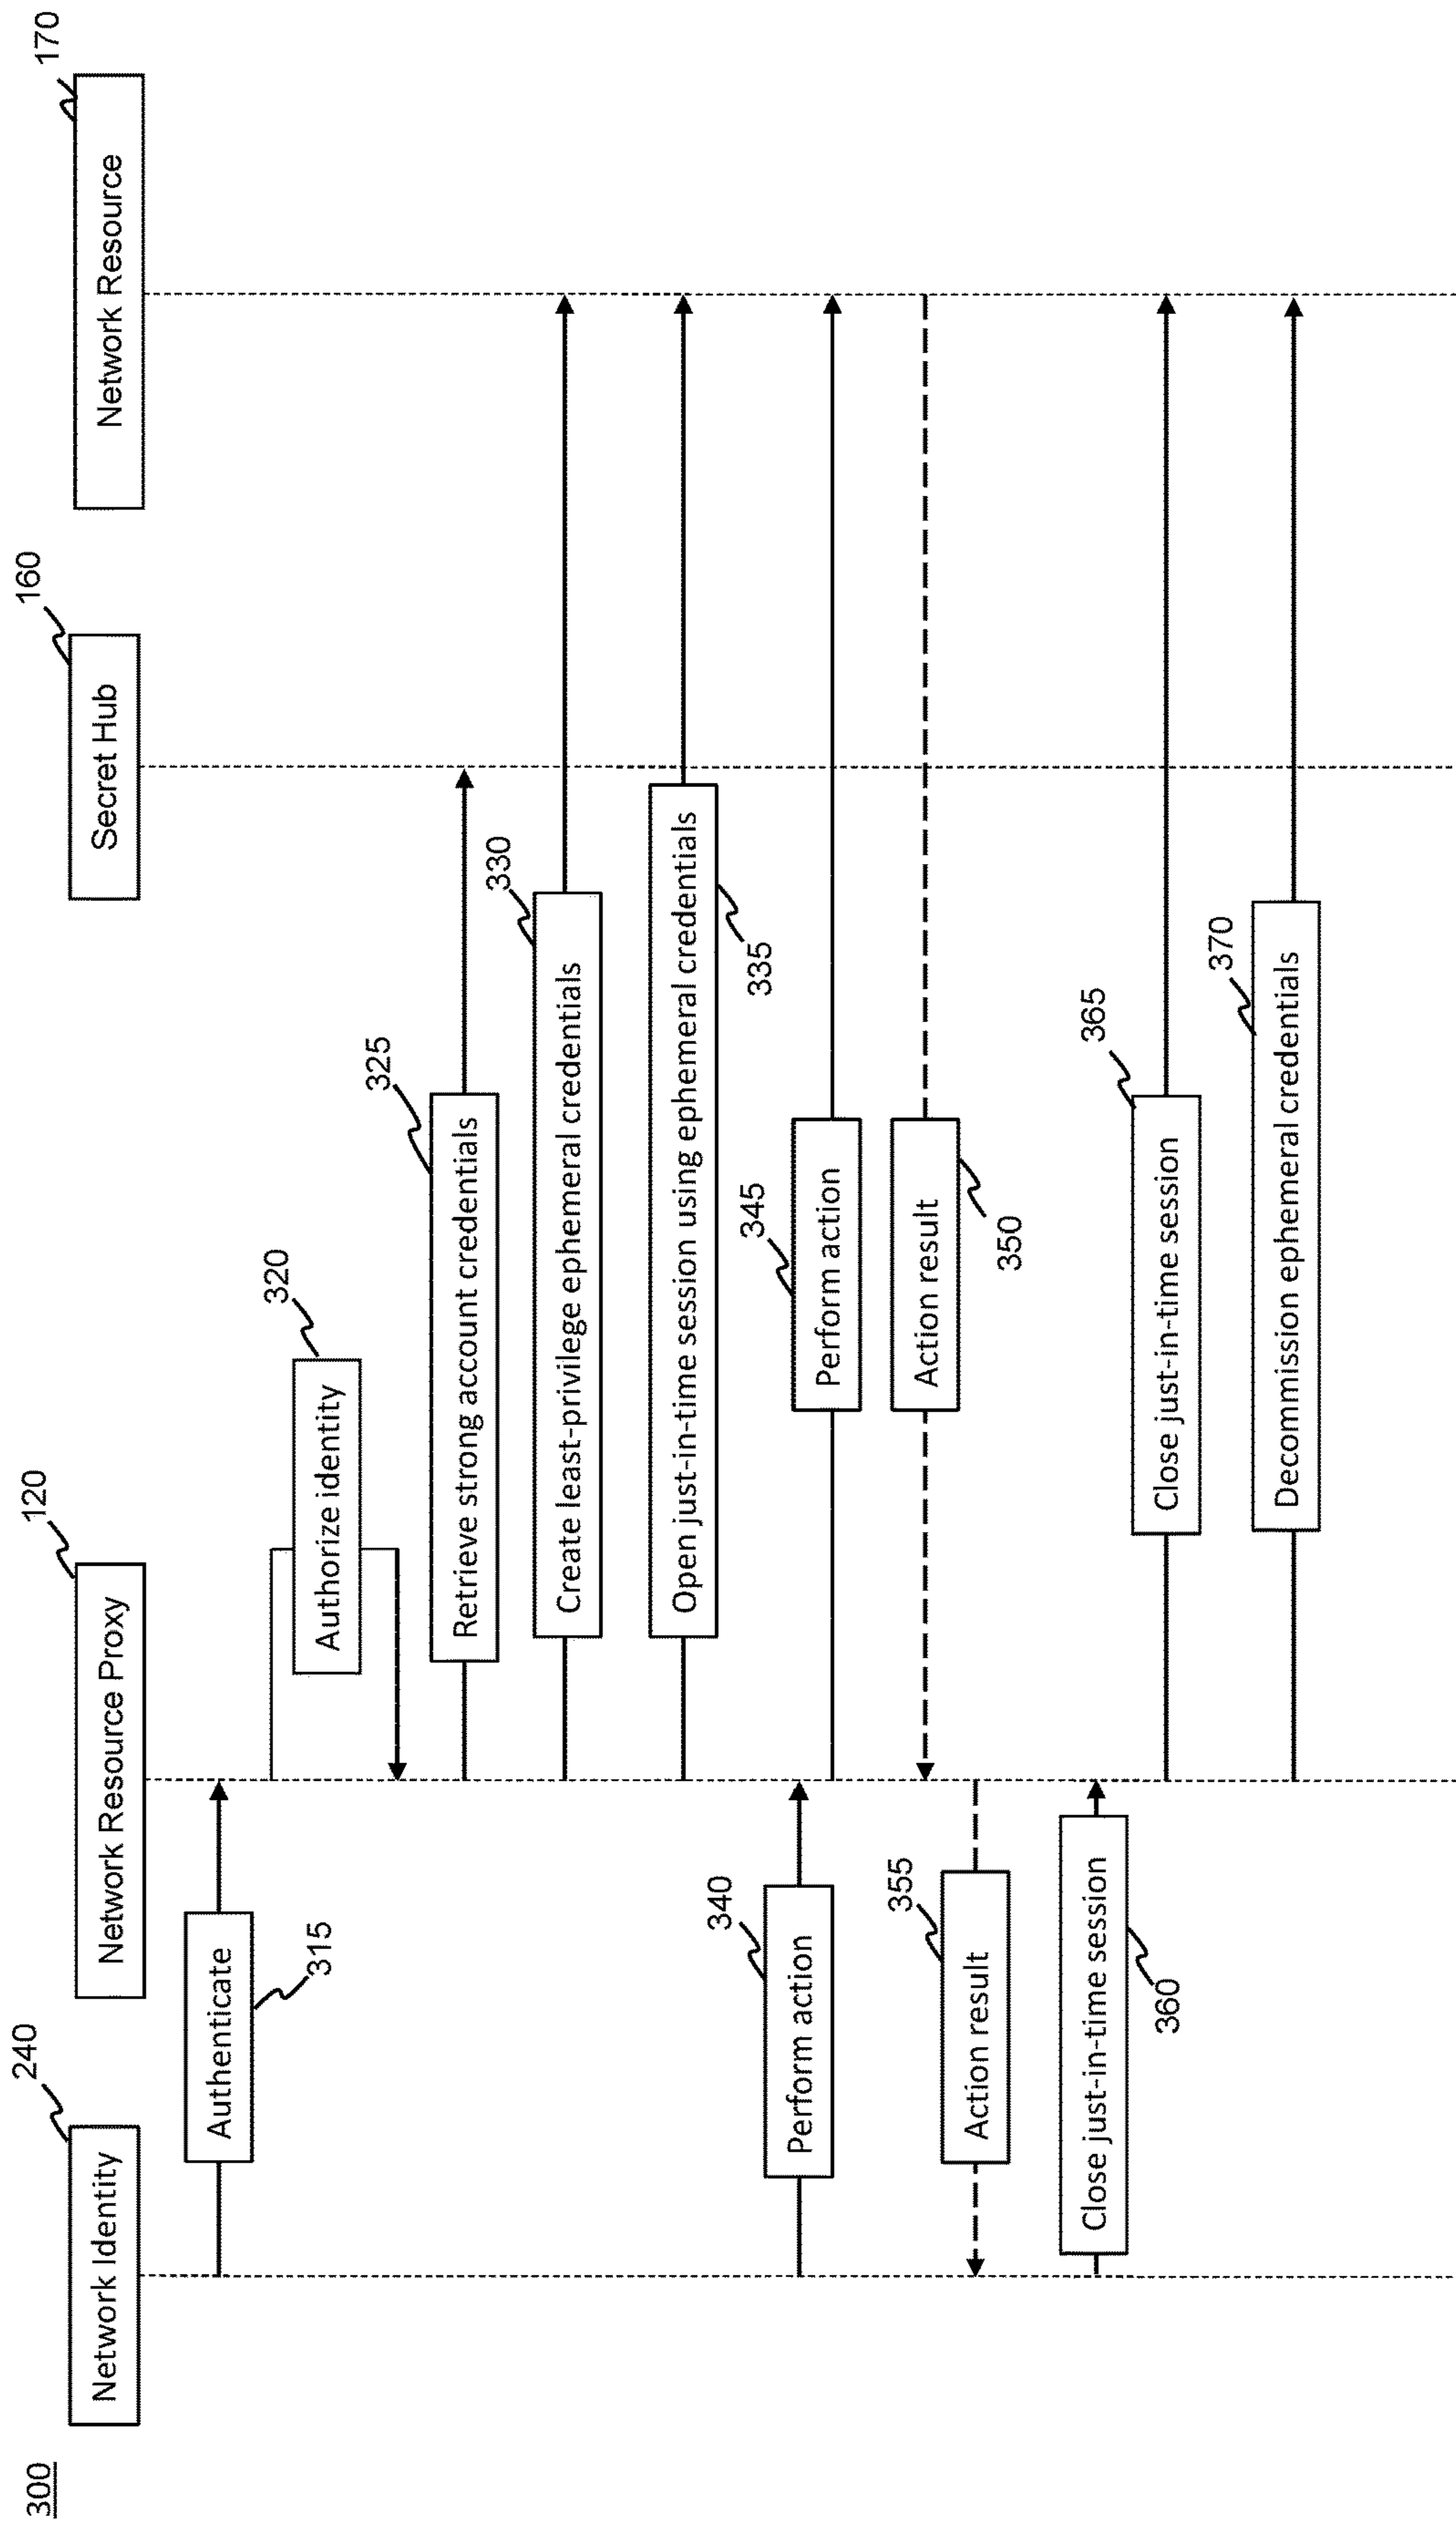 300
Network Identity
240
Network Resource Proxy
120
Secret Hub
160
Network Resource
170
Authenticate
315
Authorize identity
320
Retrieve strong account credentials
325
Create least-privilege ephemeral credentials
330
Open just-in-time session using ephemeral credentials
335
Perform action
340
Perform action
345
Action result
350
Action result
355
Close just-in-time session
360
Close just-in-time session
365
Decommission ephemeral credentials
370